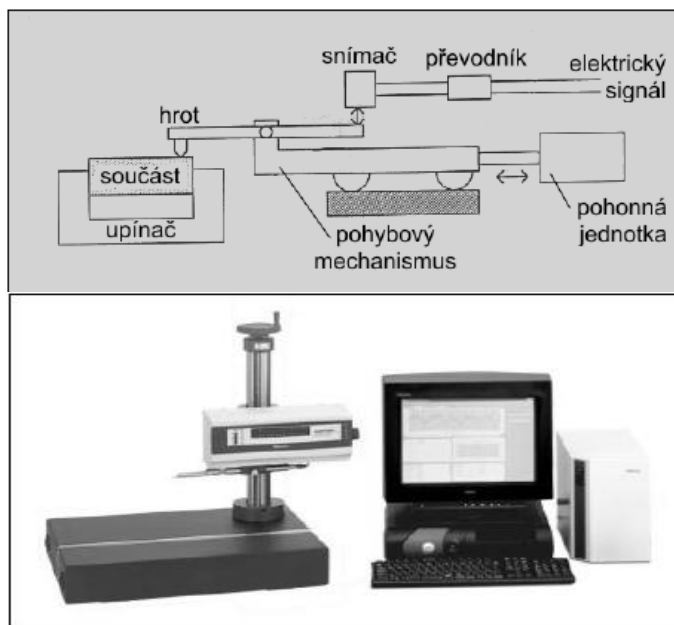 snímač
převodník
elektrický
signál
hrot
součást
upínač
pohybový
mechanismus
pohonná
jednotka